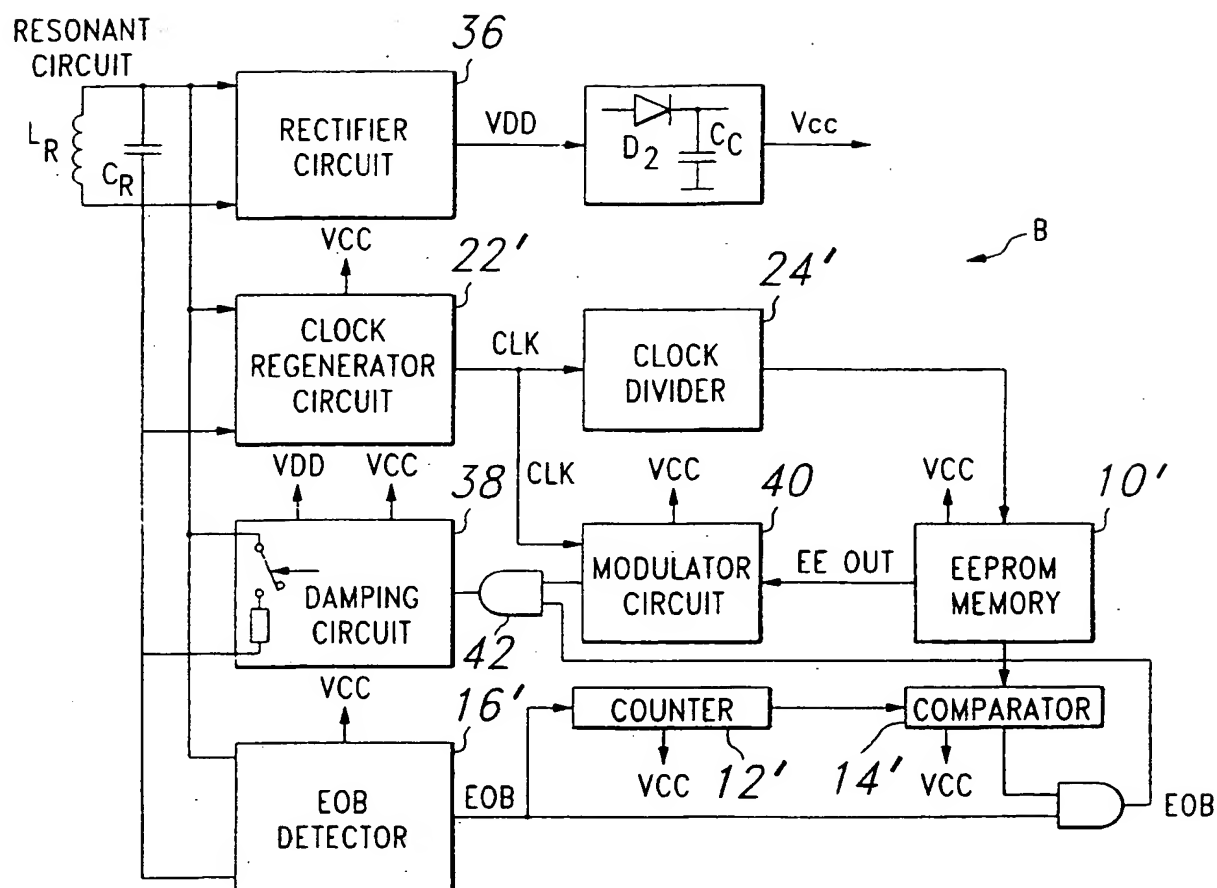 RESONANT
CIRCUIT
36
LR
CR
RECTIFIER
CIRCUIT
VDD
D2
CC
Vcc
B
VCC
22'
CLOCK
REGENERATOR
CIRCUIT
CLK
24'
CLOCK
DIVIDER
VDD
VCC
38
CLK
VCC
40
VCC
10'
DAMPING
CIRCUIT
42
MODULATOR
CIRCUIT
EE OUT
EEPROM
MEMORY
VCC
16'
COUNTER
12'
VCC
COMPARATOR
14'
VCC
EOB
DETECTOR
EOB
EOB